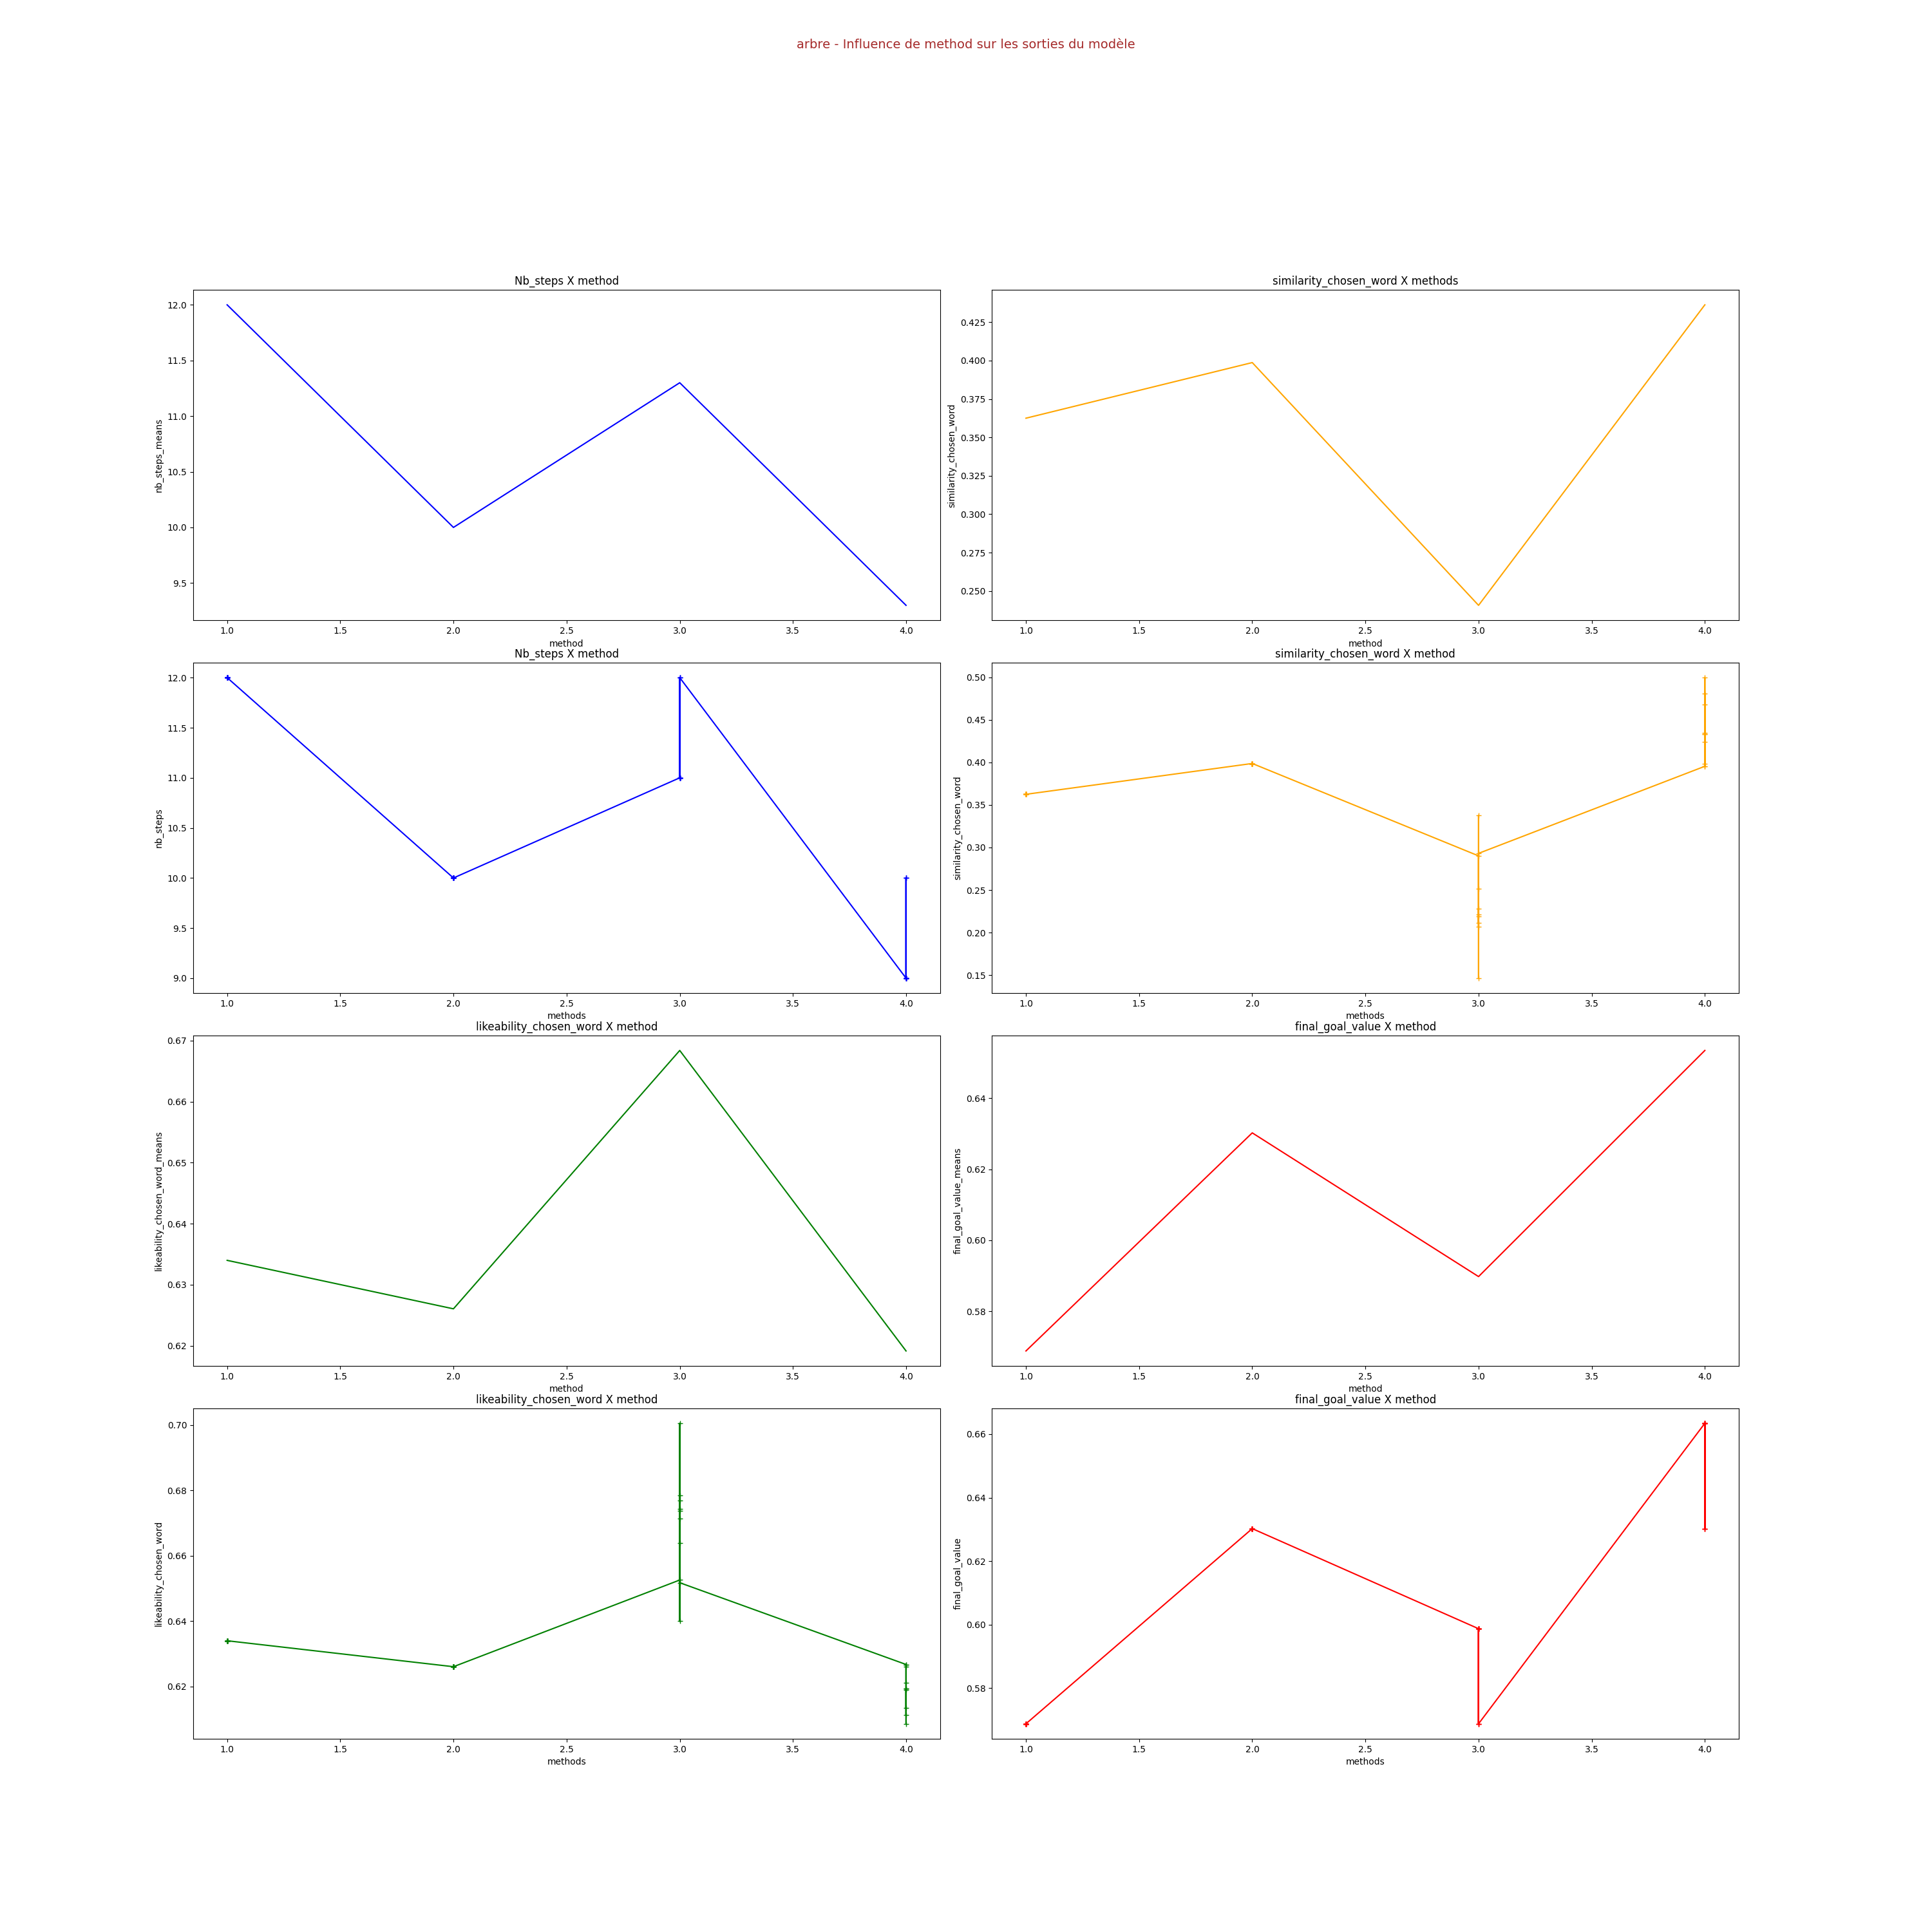 arbre - Influence de method sur les sorties du modèle
Nb_steps X method
nb_steps_means
12.0
11.5
11.0
10.5
10.0
9.5
1.0 1.5 2.0 2.5 3.0 3.5 4.0
method
similarity_chosen_word X methods
similarity_chosen_word
0.425
0.400
0.375
0.350
0.325
0.300
0.275
0.250
1.0 1.5 2.0 2.5 3.0 3.5 4.0
method
Nb_steps X method
nb_steps
12.0
11.5
11.0
10.5
10.0
9.5
9.0
1.0 1.5 2.0 2.5 3.0 3.5 4.0
methods
similarity_chosen_word X method
similarity_chosen_word
0.50
0.45
0.40
0.35
0.30
0.25
0.20
0.15
1.0 1.5 2.0 2.5 3.0 3.5 4.0
methods
likeability_chosen_word X method
likeability_chosen_word_means
0.67
0.66
0.65
0.64
0.63
0.62
1.0 1.5 2.0 2.5 3.0 3.5 4.0
method
final_goal_value X method
final_goal_value_means
0.64
0.62
0.60
0.58
1.0 1.5 2.0 2.5 3.0 3.5 4.0
method
likeability_chosen_word X method
likeability_chosen_word
0.70
0.68
0.66
0.64
0.62
1.0 1.5 2.0 2.5 3.0 3.5 4.0
methods
final_goal_value X method
final_goal_value
0.66
0.64
0.62
0.60
0.58
1.0 1.5 2.0 2.5 3.0 3.5 4.0
methods